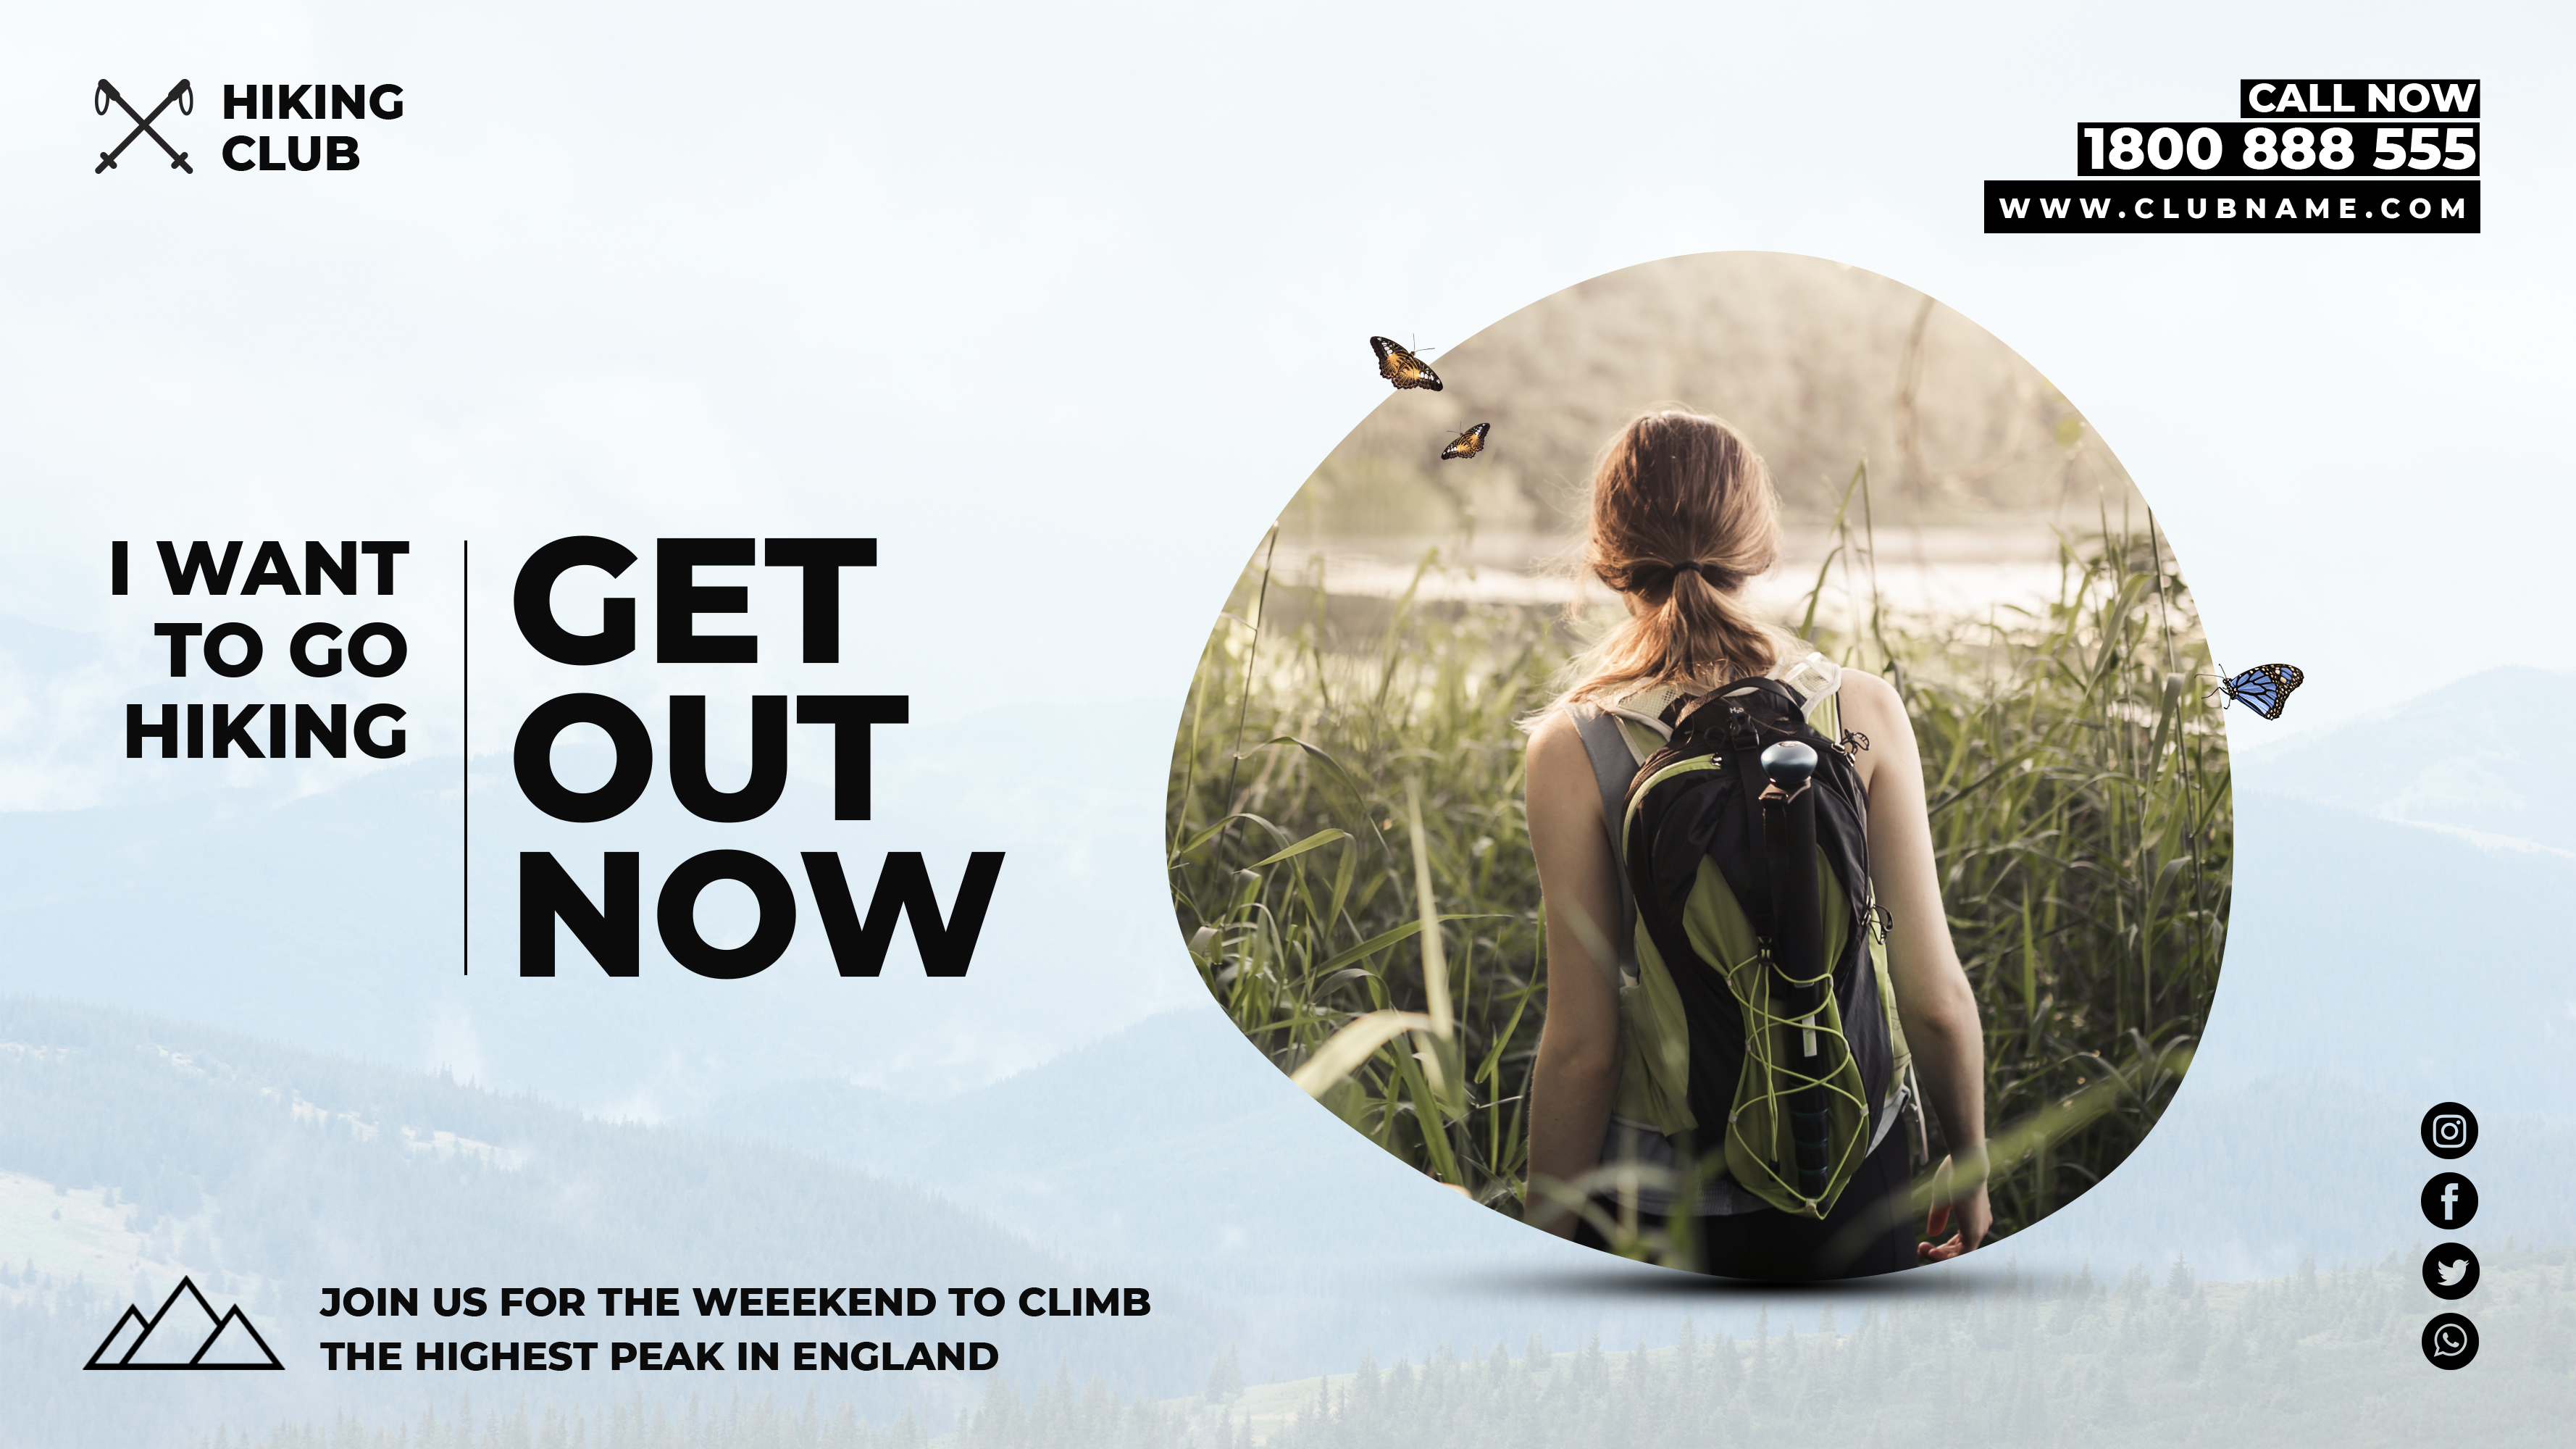 HIKING
CLUB
CALL NOW
1800 888 555
WWW.CLUBNAME.COM
I WANT
TO GO
HIKING
GET
OUT
NOW
JOIN US FOR THE WEEEKEND TO CLIMB
THE HIGHEST PEAK IN ENGLAND